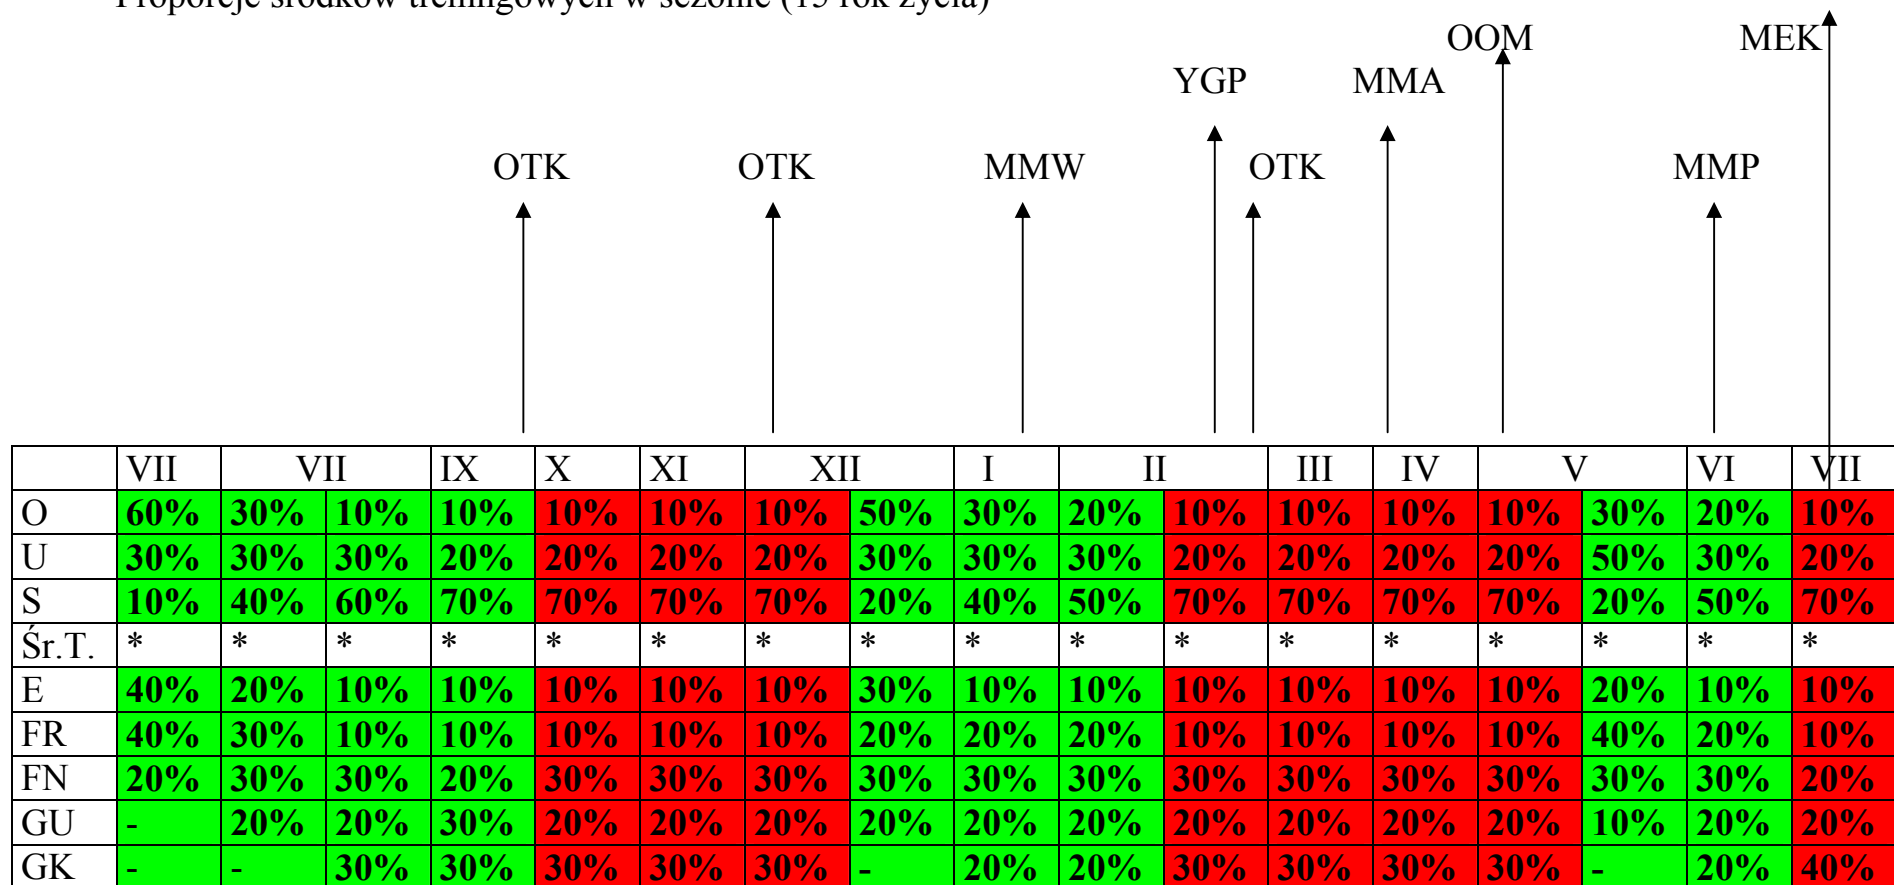 Proporcje środków treningowych w sezonie (15 rok życia)
OOM MEK
YGP MMA
OTK OTK MMW OTK MMP
VII VII IX X XI XII I II III IV V VI VII
O 60% 30% 10% 10% 10% 10% 10% 50% 30% 20% 10% 10% 10% 10% 30% 20% 10%
U 30% 30% 30% 20% 20% 20% 20% 30% 30% 30% 20% 20% 20% 20% 50% 30% 20%
S 10% 40% 60% 70% 70% 70% 70% 20% 40% 50% 70% 70% 70% 70% 20% 50% 70%
Śr.T. * * * * * * * * * * * * * * * * *
E 40% 20% 10% 10% 10% 10% 10% 30% 10% 10% 10% 10% 10% 10% 20% 10% 10%
FR 40% 30% 10% 10% 10% 10% 10% 20% 20% 20% 10% 10% 10% 10% 40% 20% 10%
FN 20% 30% 30% 20% 30% 30% 30% 30% 30% 30% 30% 30% 30% 30% 30% 30% 20%
GU - 20% 20% 30% 20% 20% 20% 20% 20% 20% 20% 20% 20% 20% 10% 20% 20%
GK - - 30% 30% 30% 30% 30% - 20% 20% 30% 30% 30% 30% - 20% 40%